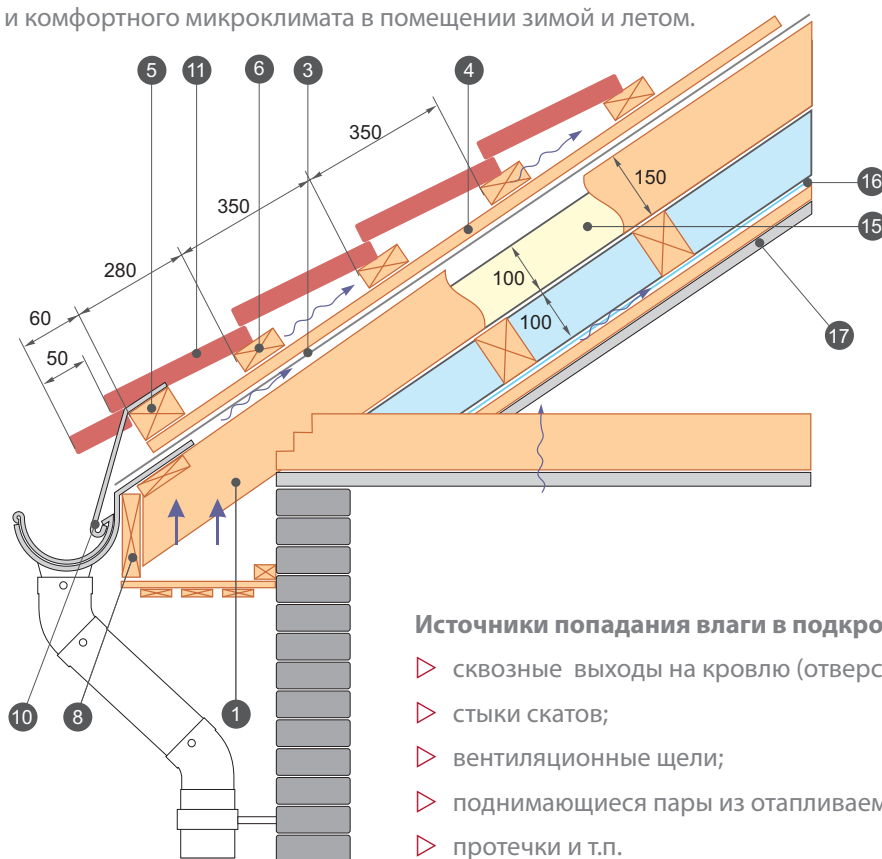 и комфортного микроклимата в помещении зимой и летом.
5 11 6 3 4
350
350
280
60
50
150
100
100
16
15
17
10 8 1
Источники попадания влаги в подкро
сквозные выходы на кровлю (отверс
стыки скатов;
вентиляционные щели;
поднимающиеся пары из отапливаем
протечки и т.п.